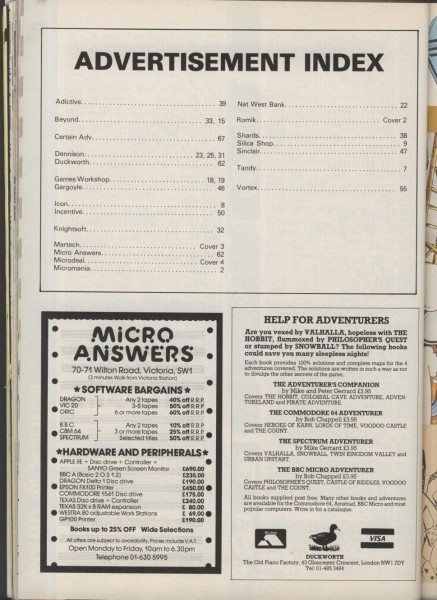 ADVERTISEMENT INDEX
Adictive 39
Beyond 33, 15
Certain Adv. 67
Dennison 23, 25, 31
Duckworth 62
Games Workshop 18, 19
Gargoyle 46
Icon 8
Incentive 50
Knightsoft 32
Martech Cover 3
Micro Answers 62
Microdeal Cover 4
Micromania 2
Nat West Bank 22
Romik Cover 2
Shards 38
Silica Shop 9
Sinclair 47
Tandy 7
Vortex 55
MICRO
ANSWERS
70-71 Wilton Road, Victoria, SW1
(3 minutes Walk from Victoria Station)
★ SOFTWARE BARGAINS ★
DRAGON Any 2 tapes 40% off R.R.P.
VIC 20 3-5 tapes 50% off R.R.P.
ORIC 6 or more tapes 60% off R.R.P.
B.B.C. Any 2 tapes 10% off R.R.P.
CBM 64 3 or more tapes 25% off R.R.P.
SPECTRUM Selected titles 50% off R.R.P.
★HARDWARE AND PERIPHERALS★
APPLE IIE + Disc drive + Controller +
SANYO Green Screen Monitor £690.00
BBC A (Basic 2 O.S 1.2) £235.00
DRAGON Delta 1 Disc drive £190.00
EPSON FX100 Printer £450.00
COMMODORE 1541 Disc drive £175.00
TEXAS Disc drive + Controller £240.00
TEXAS 32K x 8 RAM expansion £ 80.00
WESTRA 80 adjustable Work Stations £ 69.00
GP100 Printer £190.00
Books up to 25% OFF Wide Selections
All offers are subject to availability. Prices include V.A.T.
Open Monday to Friday, 10am to 6.30pm
Telephone 01-630 5995
HELP FOR ADVENTURERS
Are you vexed by VALHALLA, hopeless with THE
HOBBIT, flummoxed by PHILOSOPHER'S QUEST
or stumped by SNOWBALL? The following books
could save you many sleepless nights!
Each book provides 100% solutions and complete maps for the 4
adventures covered. The solutions are written in such a way as not
to divulge the other secrets of the game.
THE ADVENTURER'S COMPANION
by Mike and Peter Gerrard £3.95
Covers THE HOBBIT, COLOSSAL CAVE ADVENTURE, ADVEN-
TURELAND and PIRATE ADVENTURE.
THE COMMODORE 64 ADVENTURER
by Bob Chappell £3.95
Covers HEROES OF KARN, LORDS OF TIME, VOODOO CASTLE
and THE COUNT.
THE SPECTRUM ADVENTURER
by Mike Gerrard £3.95
Covers VALHALLA, SNOWBALL, TWIN KINGDOM VALLEY and
URBAN UPSTART.
THE BBC MICRO ADVENTURER
by Bob Chappell £3.95
Covers PHILOSOPHER'S QUEST, CASTLE OF RIDDLES, VOODOO
CASTLE and THE COUNT.
All books supplied post free. Many other books and adventures
are available for the Commodore 64, Amstrad, BBC Micro and most
popular computers. Write in for a catalogue.
VISA
DUCKWORTH
The Old Piano Factory, 43 Gloucester Crescent, London NW1 7DY
Tel: 01-485 3484